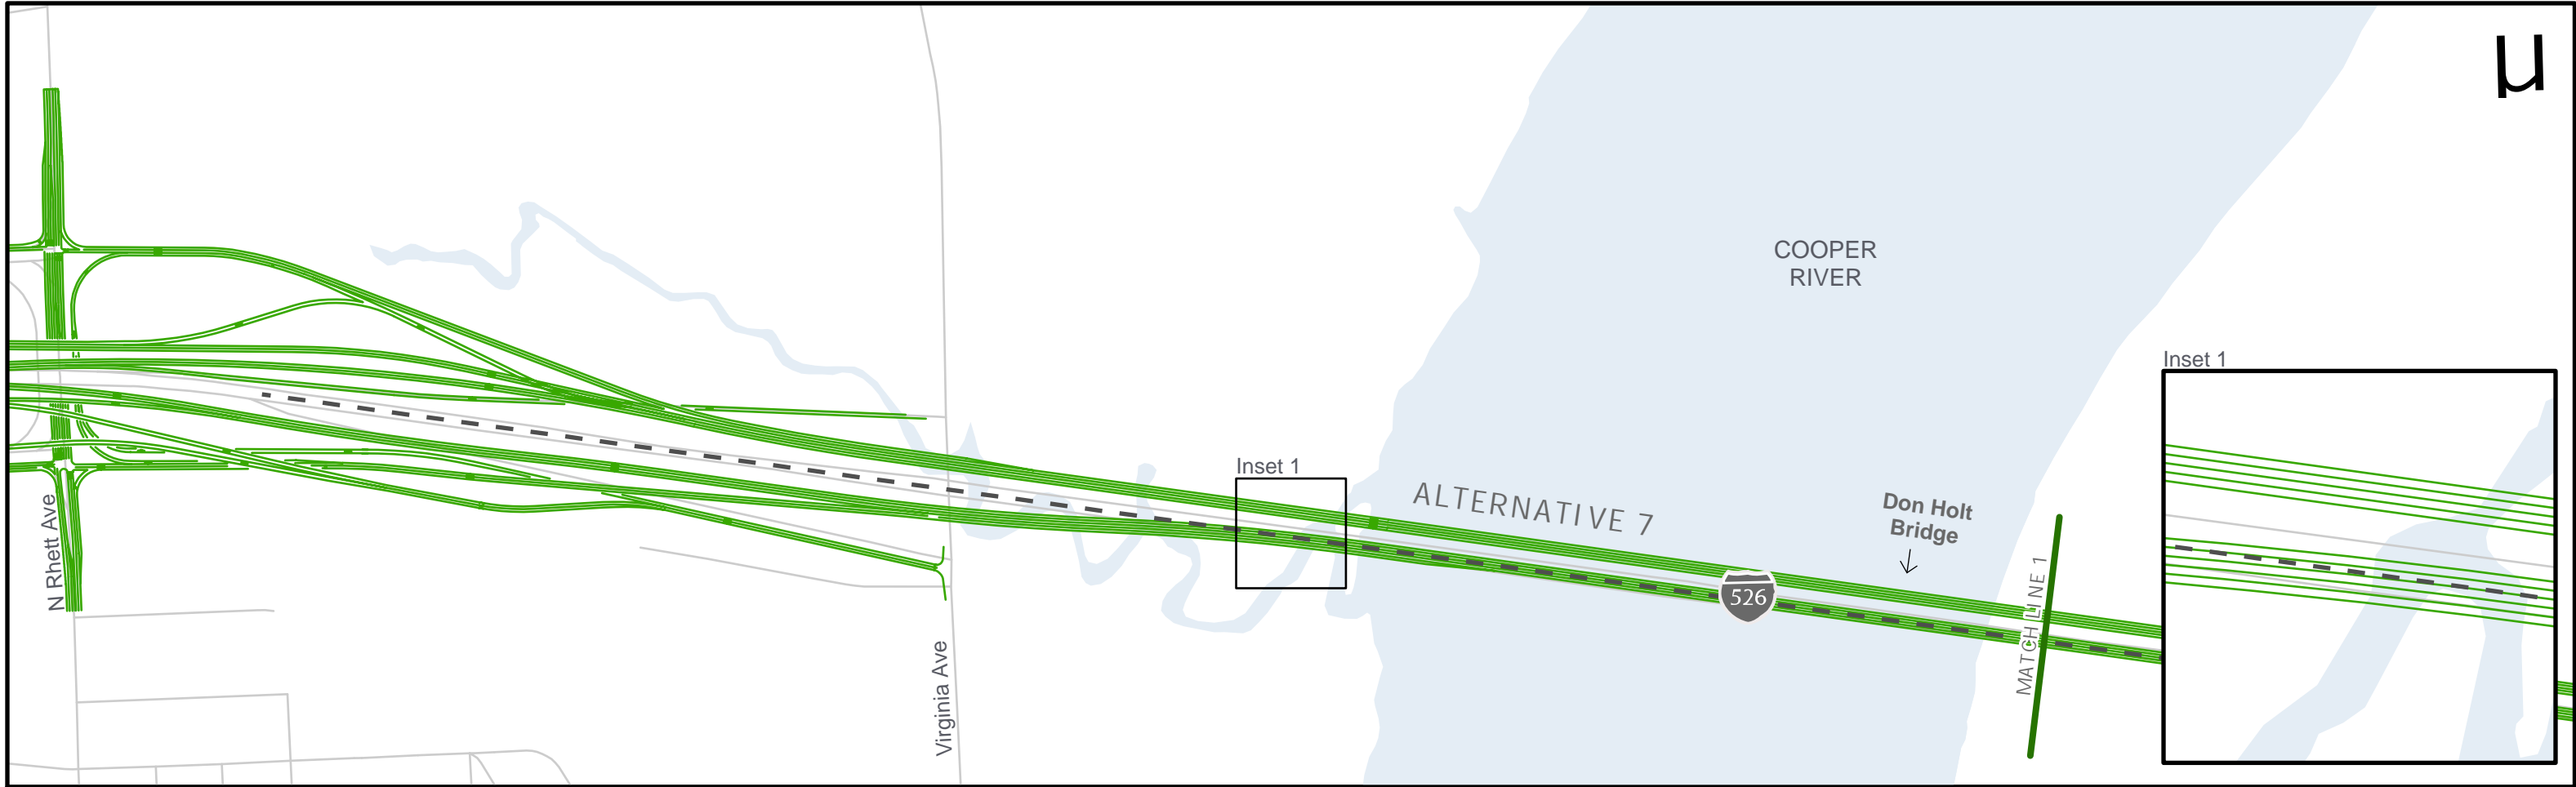 µ
COOPER
RIVER
Inset 1
Inset 1
ALTERNATIVE 7
Don Holt
Bridge
526
MATCH LINE 1
N Rhett Ave
Virginia Ave